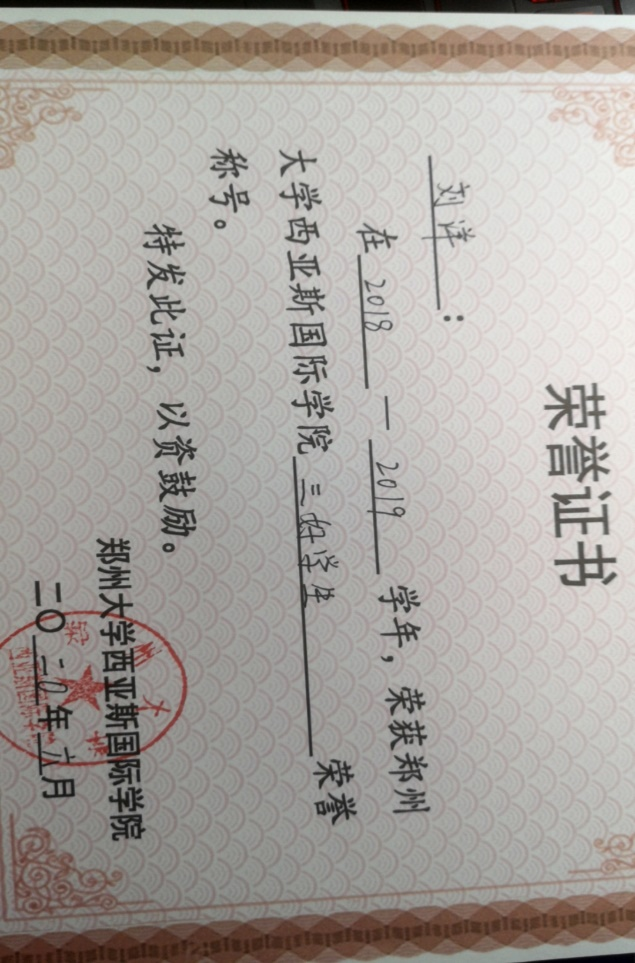 荣誉证书
刘洋：
在2018—2019学年，荣获郑州
大学西亚斯国际学院三好学生荣誉
称号。
特发此证，以资鼓励。
郑州大学西亚斯国际学院
二〇二0年六月